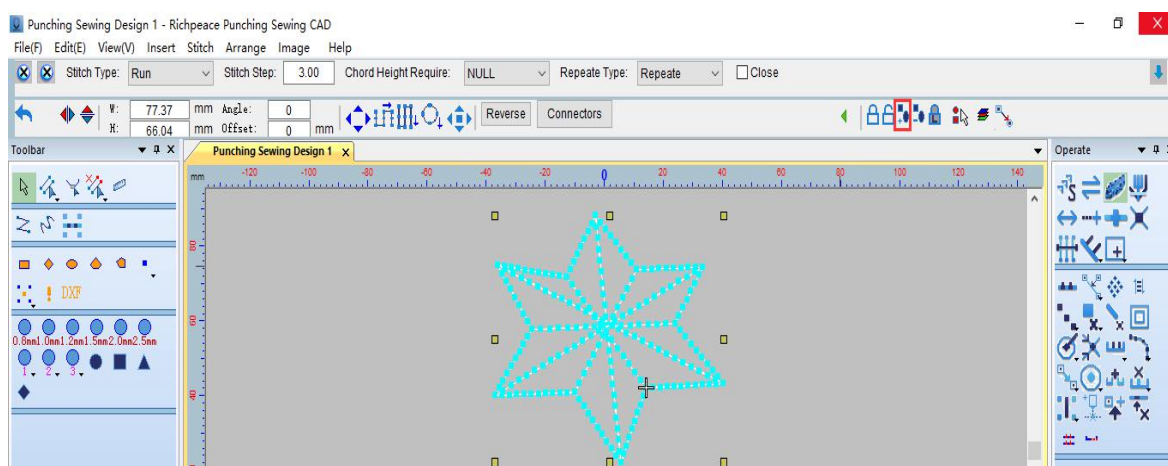 Punching Sewing Design 1 - Richpeace Punching Sewing CAD
File(F) Edit(E) View(V) Insert Stitch Arrange Image Help
Stitch Type: Run Stitch Step: 3.00 Chord Height Require: NULL Repeate Type: Repeate Close
W: 77.37 mm Angle: 0 Reverse Connectors
H: 66.04 mm Offset: 0 mm
Toolbar Punching Sewing Design 1 x Operate
mm -120 -100 -80 -60 -40 -20 0 20 40 60 80 100 120 140
80
60
40
DXF
0.8mm 1.0mm 1.2mm 1.5mm 2.0mm 2.5mm
1 2 3
S